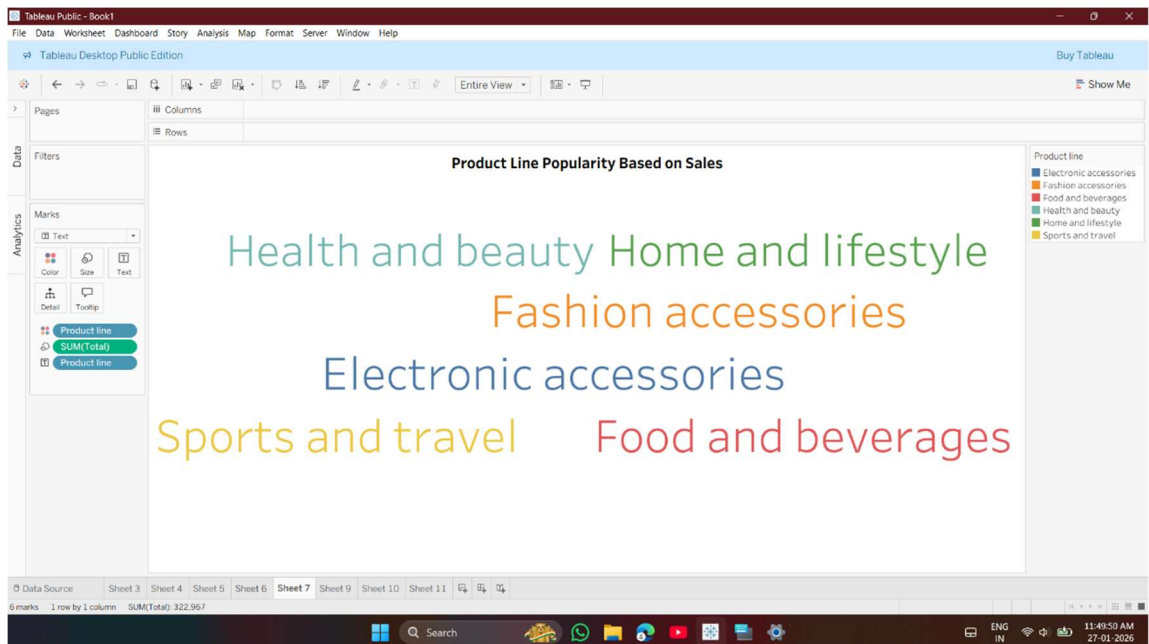 Tableau Public - Book1
File Data Worksheet Dashboard Story Analysis Map Format Server Window Help
Tableau Desktop Public Edition
Buy Tableau
Entire View
Show Me
Pages
Columns
Rows
Data
Analytics
Filters
Marks
Text
Color Size Text
Detail Tooltip
Product line
SUM(Total)
Product line
Product Line Popularity Based on Sales
Health and beauty Home and lifestyle
Fashion accessories
Electronic accessories
Sports and travel Food and beverages
Product line
Electronic accessories
Fashion accessories
Food and beverages
Health and beauty
Home and lifestyle
Sports and travel
Data Source Sheet 3 Sheet 4 Sheet 5 Sheet 6 Sheet 7 Sheet 9 Sheet 10 Sheet 11
6 marks 1 row by 1 column SUM(Total): 322.967
Search
ENG
IN
11:49:50 AM
27-01-2026